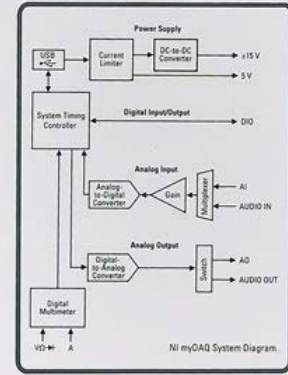 Power Supply
USB
Current
Limiter
DC-to-DC
Converter
±15 V
5 V
System Timing
Controller
Digital Input/Output
DIO
Analog Input
Analog-
to-Digital
Converter
Gain
Multiplexer
AI
AUDIO IN
Analog Output
Digital-
to-Analog
Converter
Switch
AO
AUDIO OUT
Digital
Multimeter
VΩ
A
NI myDAQ System Diagram